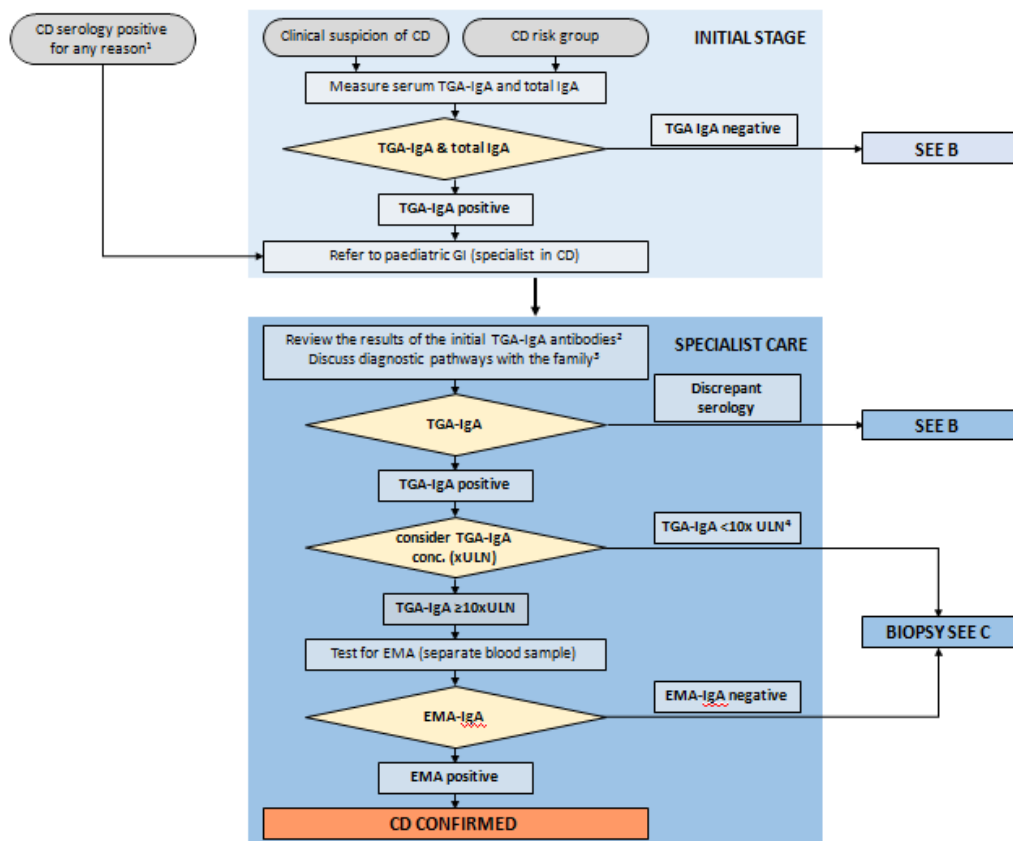 CD serology positive
for any reason¹
Clinical suspicion of CD
CD risk group
INITIAL STAGE
Measure serum TGA-IgA and total IgA
TGA-IgA & total IgA
TGA IgA negative
SEE B
TGA-IgA positive
Refer to paediatric GI (specialist in CD)
Review the results of the initial TGA-IgA antibodies²
Discuss diagnostic pathways with the family³
SPECIALIST CARE
Discrepant
serology
TGA-IgA
SEE B
TGA-IgA positive
consider TGA-IgA
conc. (xULN)
TGA-IgA <10x ULN⁴
TGA-IgA ≥10xULN
BIOPSY SEE C
Test for EMA (separate blood sample)
EMA-IgA
EMA-IgA negative
EMA positive
CD CONFIRMED